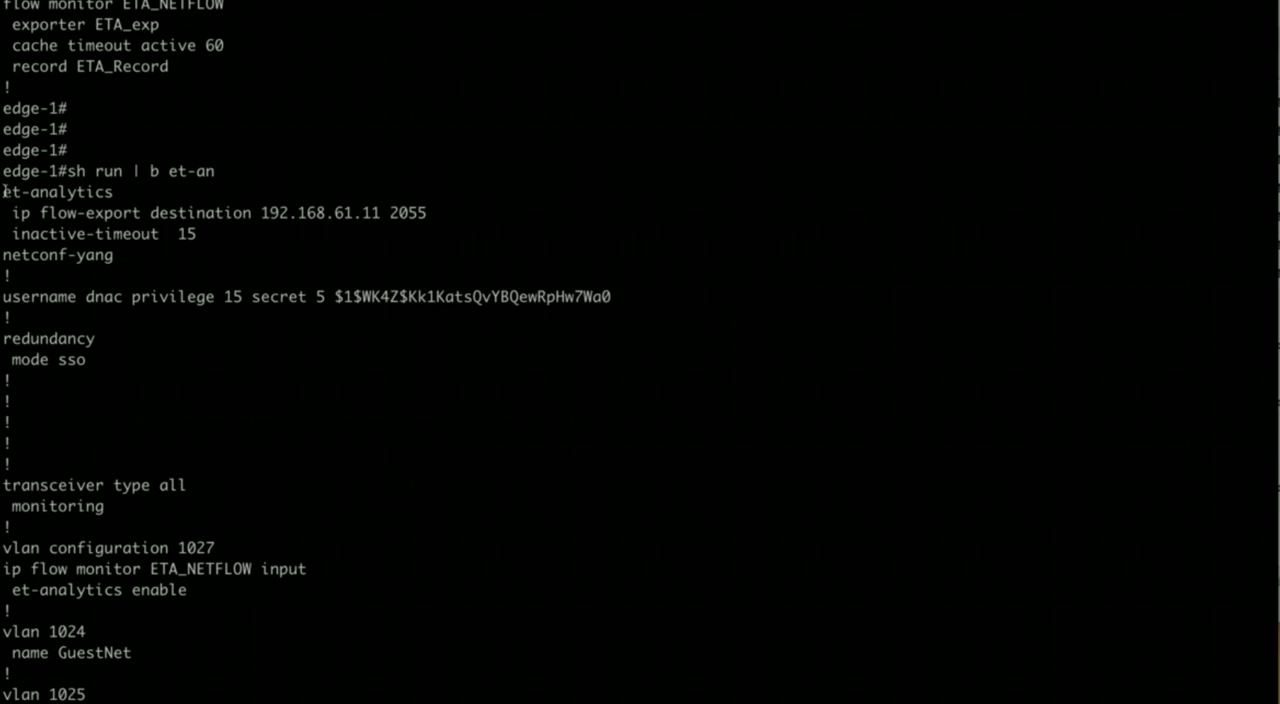 flow monitor ETA_NETFLOW
 exporter ETA_exp
 cache timeout active 60
 record ETA_Record
!
edge-1#
edge-1#
edge-1#
edge-1#sh run | b et-an
et-analytics
 ip flow-export destination 192.168.61.11 2055
 inactive-timeout  15
netconf-yang
!
username dnac privilege 15 secret 5 $1$WK4Z$Kk1KatsQvYBQewRpHw7Wa0
!
redundancy
 mode sso
!
!
!
!
!
transceiver type all
 monitoring
!
vlan configuration 1027
ip flow monitor ETA_NETFLOW input
 et-analytics enable
!
vlan 1024
 name GuestNet
!
vlan 1025